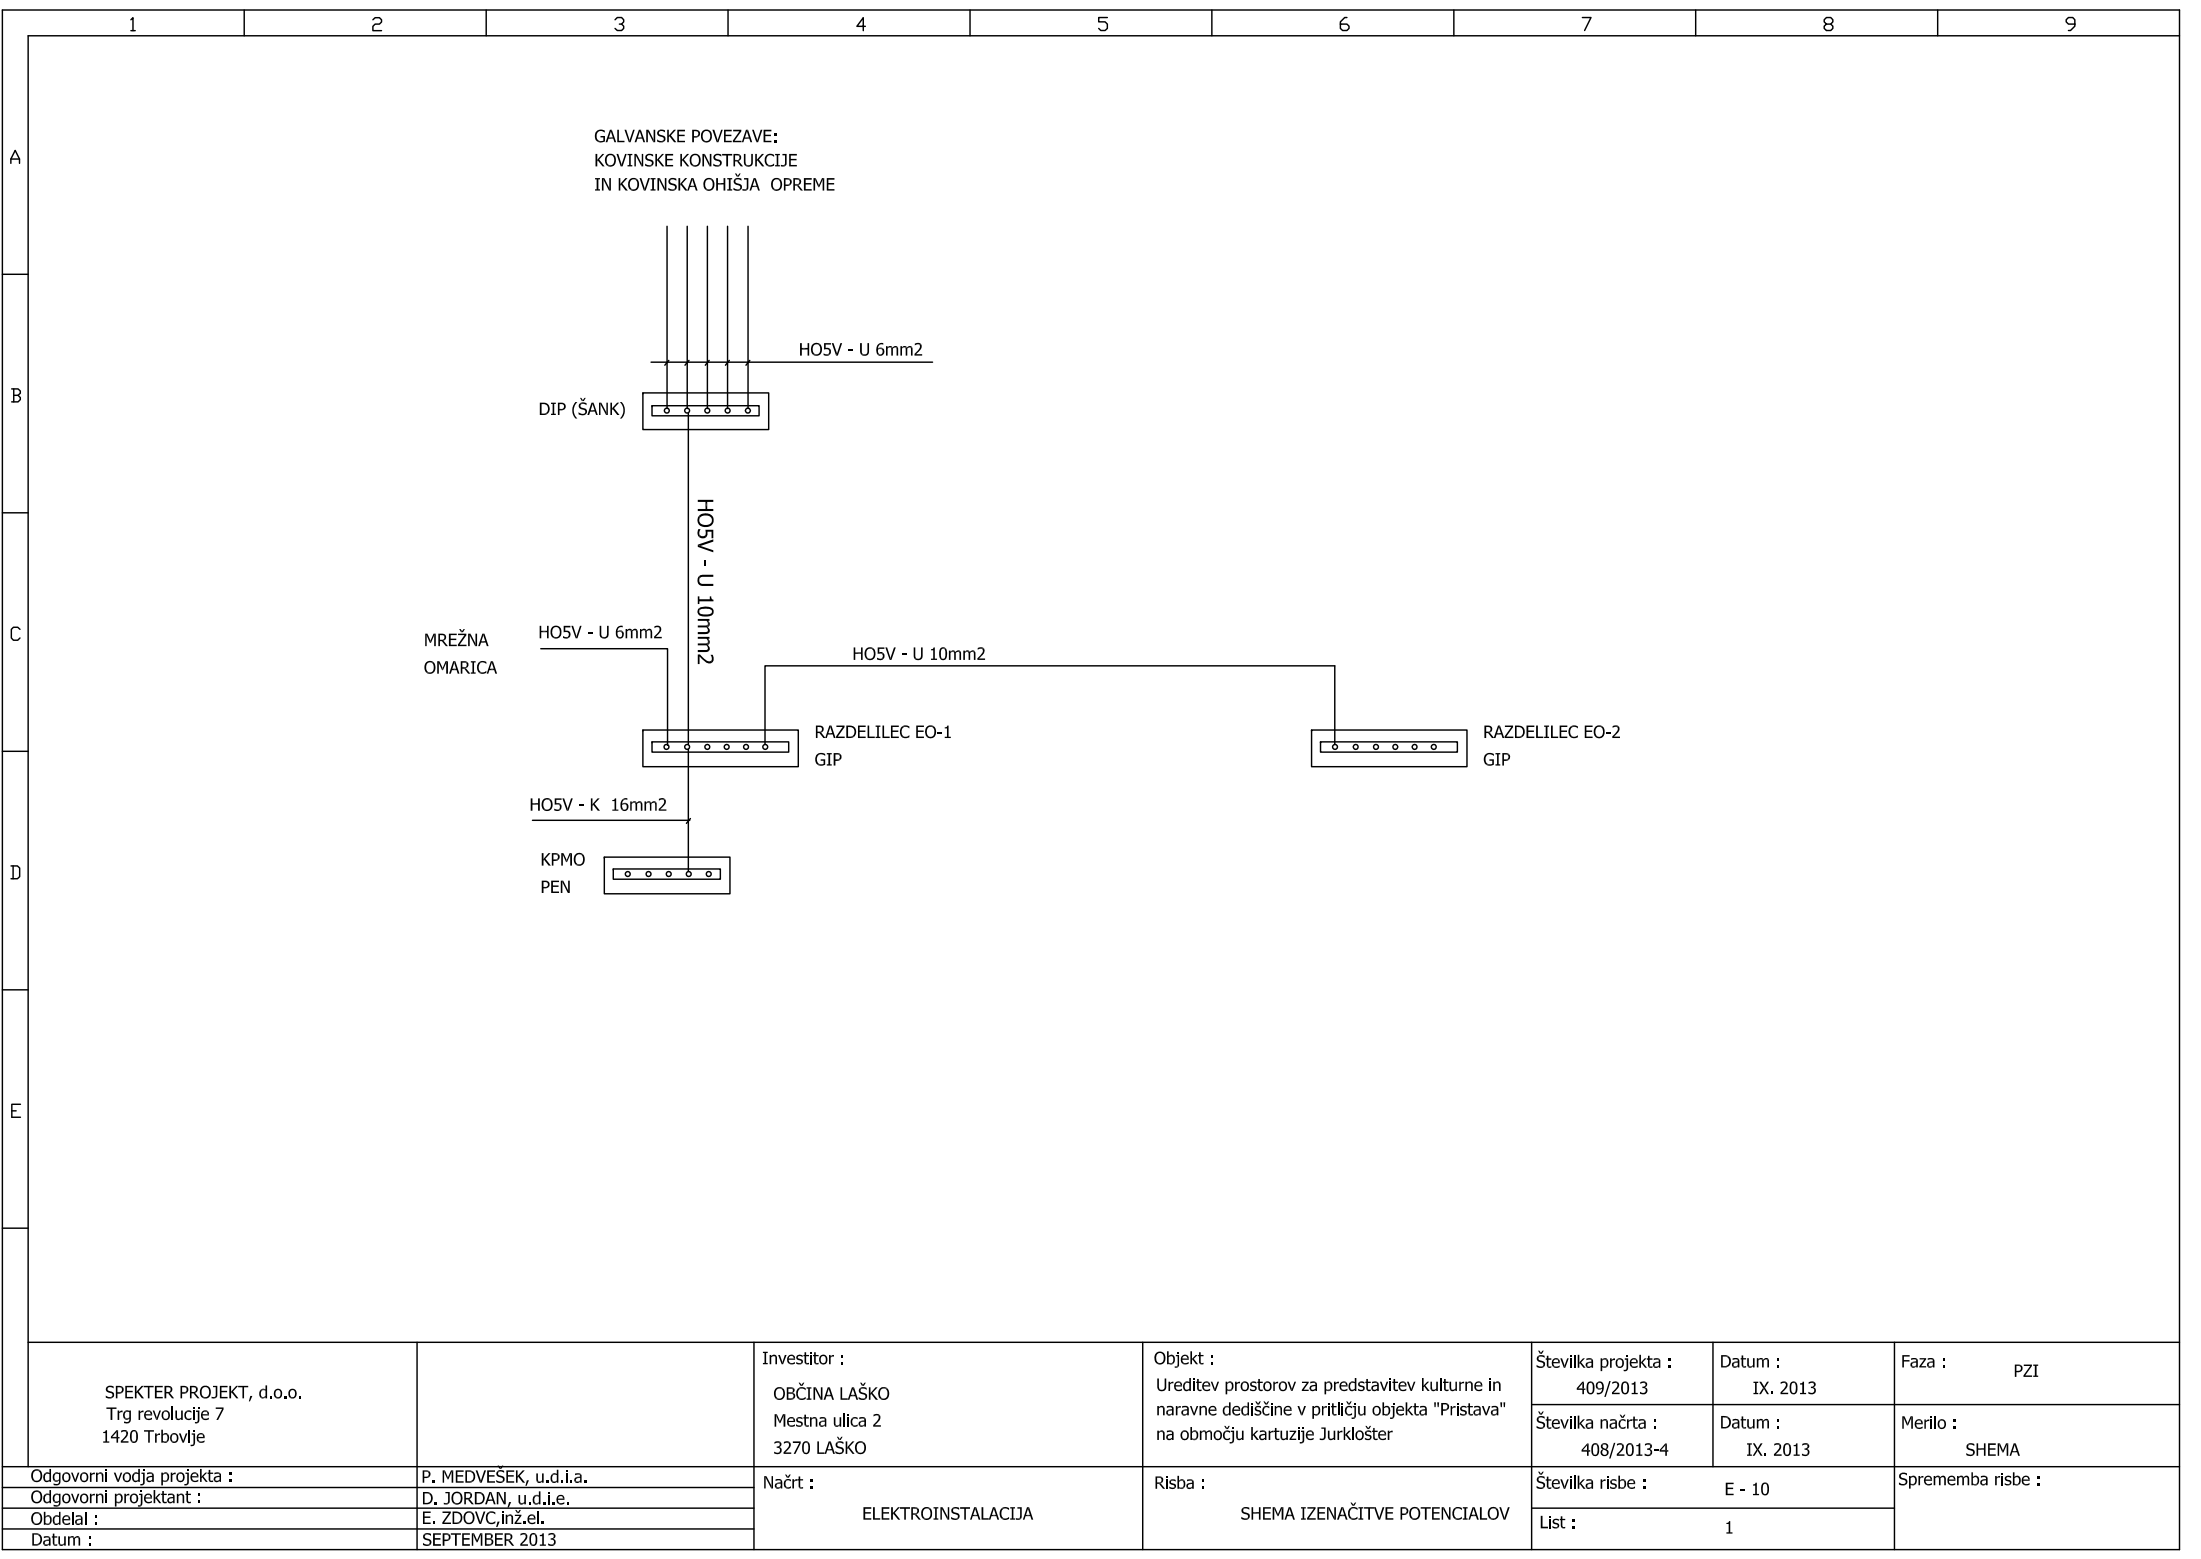 1 2 3 4 5 6 7 8 9
A
B
C
D
E
GALVANSKE POVEZAVE:
KOVINSKE KONSTRUKCIJE
IN KOVINSKA OHIŠJA OPREME
HO5V - U 6mm2
DIP (ŠANK)
HO5V - U 10mm2
MREŽNA
OMARICA
HO5V - U 6mm2
HO5V - U 10mm2
RAZDELILEC EO-1
GIP
RAZDELILEC EO-2
GIP
HO5V - K 16mm2
KPMO
PEN
SPEKTER PROJEKT, d.o.o.
Trg revolucije 7
1420 Trbovlje
Odgovorni vodja projekta :
P. MEDVEŠEK, u.d.i.a.
Odgovorni projektant :
D. JORDAN, u.d.i.e.
Obdelal :
E. ZDOVC,inž.el.
Datum :
SEPTEMBER 2013
Investitor :
OBČINA LAŠKO
Mestna ulica 2
3270 LAŠKO
Načrt :
ELEKTROINSTALACIJA
Objekt :
Ureditev prostorov za predstavitev kulturne in
naravne dediščine v pritličju objekta "Pristava"
na območju kartuzije Jurklošter
Risba :
SHEMA IZENAČITVE POTENCIALOV
Številka projekta :
409/2013
Datum :
IX. 2013
Faza :
PZI
Številka načrta :
408/2013-4
Datum :
IX. 2013
Merilo :
SHEMA
Številka risbe :
E - 10
Sprememba risbe :
List :
1